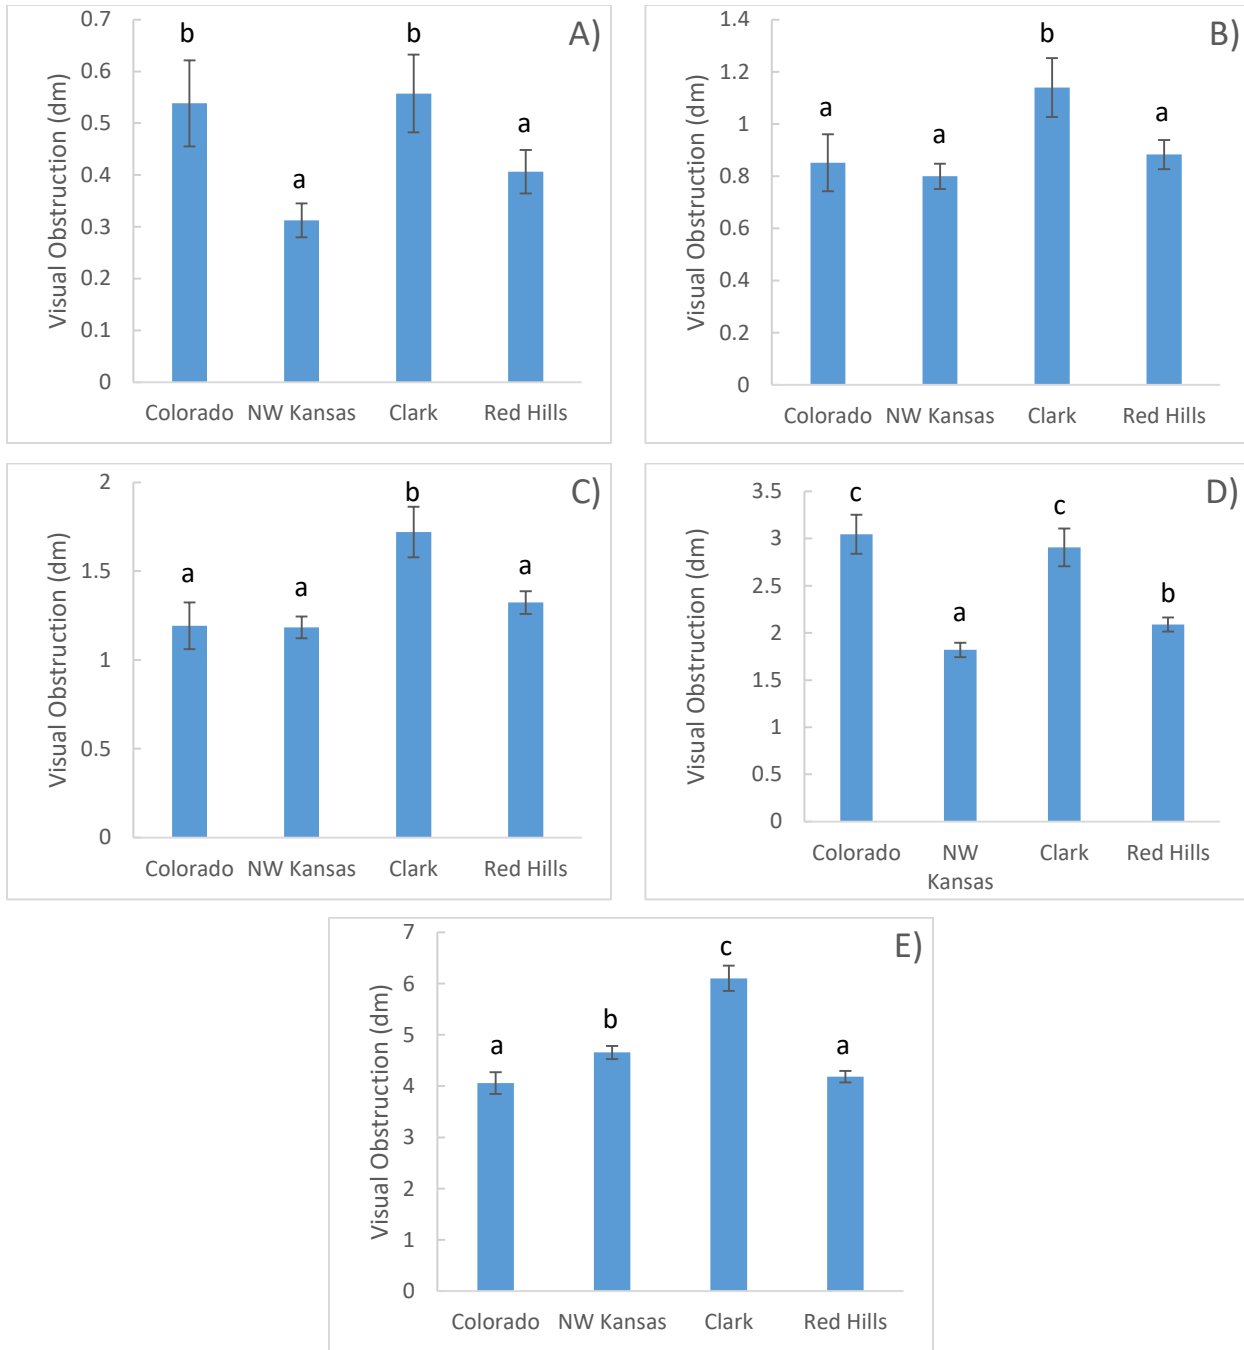 A)
Visual Obstruction (dm)
0.7
0.6
0.5
0.4
0.3
0.2
0.1
0
b
a
b
a
Colorado
NW Kansas
Clark
Red Hills
B)
Visual Obstruction (dm)
1.4
1.2
1
0.8
0.6
0.4
0.2
0
a
a
b
a
Colorado
NW Kansas
Clark
Red Hills
C)
Visual Obstruction (dm)
2
1.5
1
0.5
0
a
a
b
a
Colorado
NW Kansas
Clark
Red Hills
D)
Visual Obstruction (dm)
3.5
3
2.5
2
1.5
1
0.5
0
c
a
c
b
Colorado
NW
Kansas
Clark
Red Hills
E)
Visual Obstruction (dm)
7
6
5
4
3
2
1
0
a
b
c
a
Colorado
NW Kansas
Clark
Red Hills